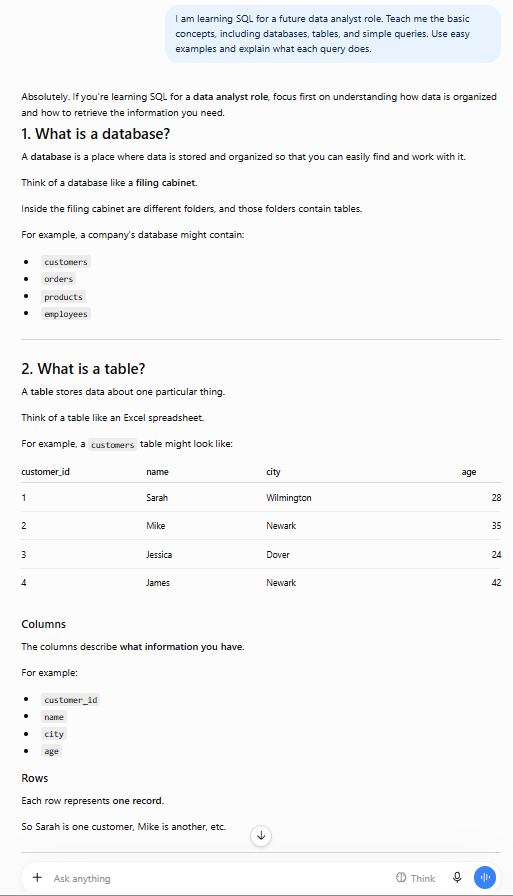 I am learning SQL for a future data analyst role. Teach me the basic
concepts, including databases, tables, and simple queries. Use easy
examples and explain what each query does.
Absolutely. If you're learning SQL for a data analyst role, focus first on understanding how data is organized
and how to retrieve the information you need.
1. What is a database?
A database is a place where data is stored and organized so that you can easily find and work with it.
Think of a database like a filing cabinet.
Inside the filing cabinet are different folders, and those folders contain tables.
For example, a company's database might contain:
customers
orders
products
employees
2. What is a table?
A table stores data about one particular thing.
Think of a table like an Excel spreadsheet.
For example, a customers table might look like:
customer_id name city age
1 Sarah Wilmington 28
2 Mike Newark 35
3 Jessica Dover 24
4 James Newark 42
Columns
The columns describe what information you have.
For example:
customer_id
name
city
age
Rows
Each row represents one record.
So Sarah is one customer, Mike is another, etc.
Ask anything Think